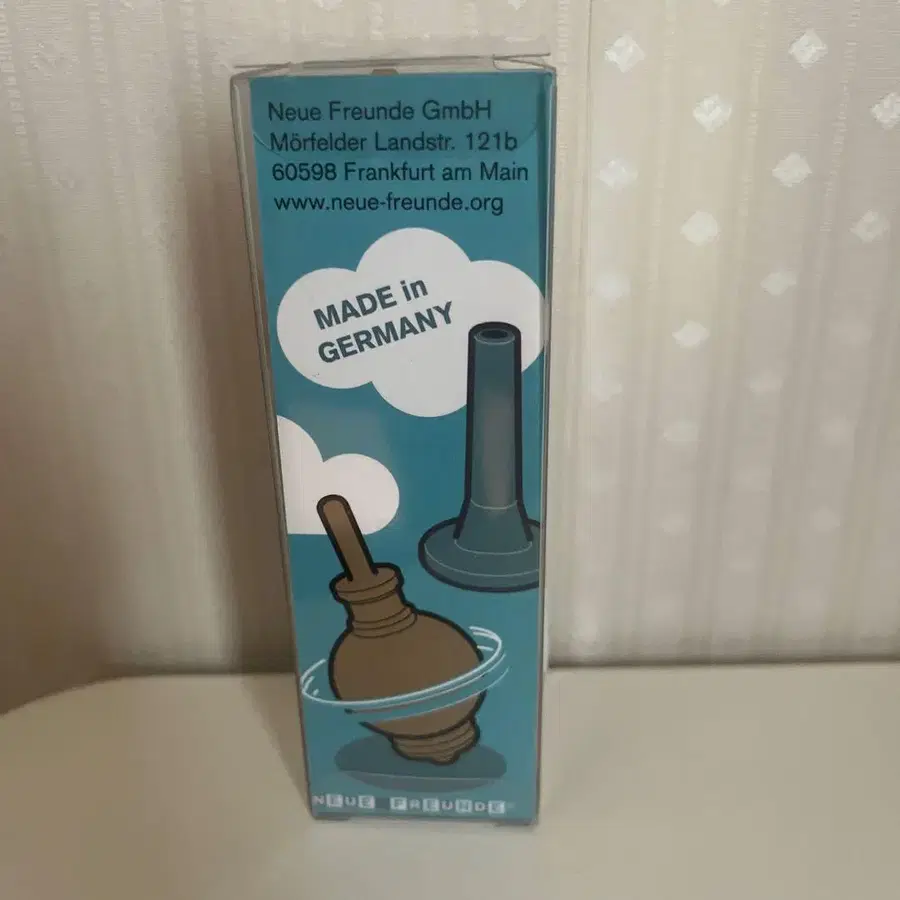 Neue Freunde GmbH
Mörfelder Landstr. 121b
60598 Frankfurt am Main
www.neue-freunde.org
MADE in
GERMANY
NEUE FREUNDE